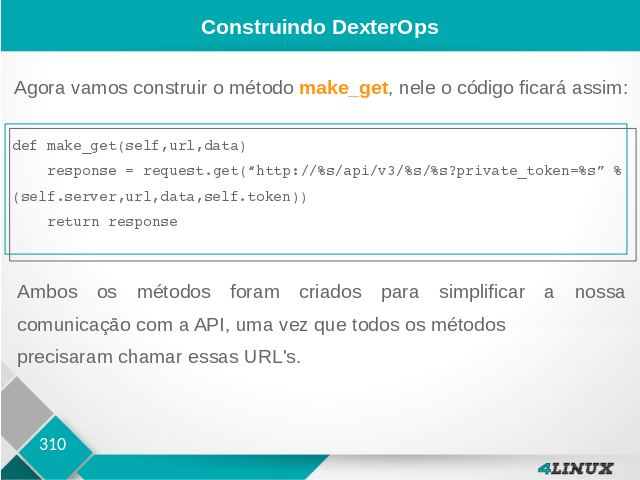 Construindo DexterOps
Agora vamos construir o método make_get, nele o código ficará assim:
def make_get(self,url,data)
    response = request.get(“http://%s/api/v3/%s/%s?private_token=%s” %
(self.server,url,data,self.token))
    return response
Ambos os métodos foram criados para simplificar a nossa
comunicação com a API, uma vez que todos os métodos
precisaram chamar essas URL's.
310
4LINUX